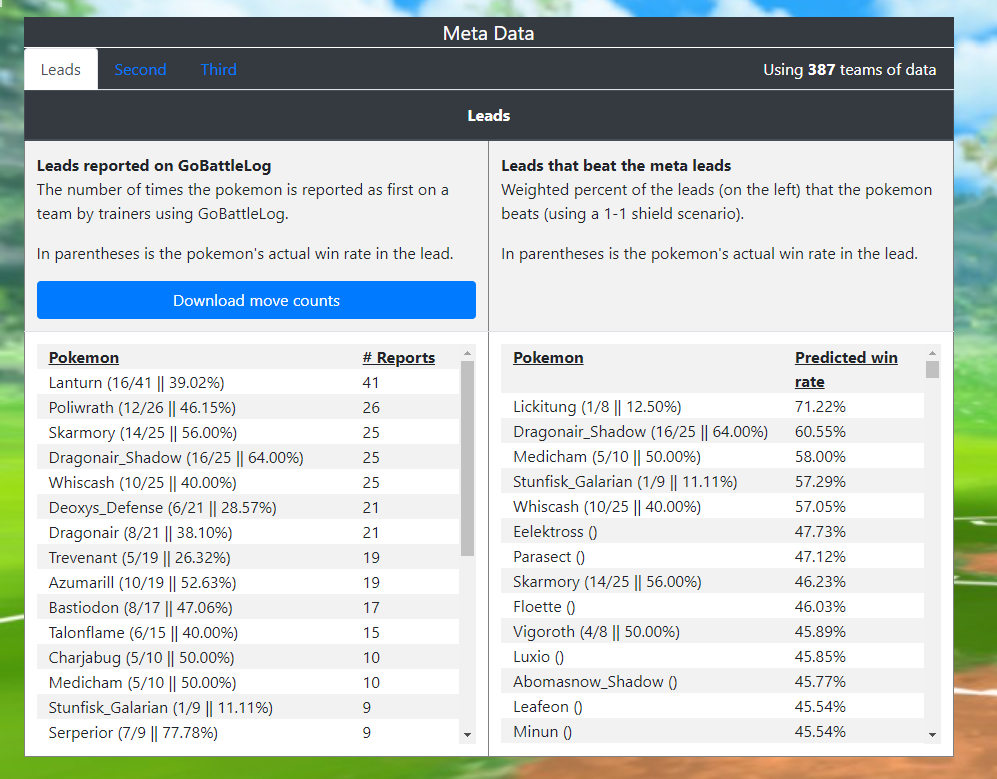 Meta Data
Leads Second Third Using 387 teams of data
Leads
Leads reported on GoBattleLog
The number of times the pokemon is reported as first on a
team by trainers using GoBattleLog.
In parentheses is the pokemon's actual win rate in the lead.
Download move counts
Leads that beat the meta leads
Weighted percent of the leads (on the left) that the pokemon
beats (using a 1-1 shield scenario).
In parentheses is the pokemon's actual win rate in the lead.
Pokemon # Reports
Lanturn (16/41 || 39.02%) 41
Poliwrath (12/26 || 46.15%) 26
Skarmory (14/25 || 56.00%) 25
Dragonair_Shadow (16/25 || 64.00%) 25
Whiscash (10/25 || 40.00%) 25
Deoxys_Defense (6/21 || 28.57%) 21
Dragonair (8/21 || 38.10%) 21
Trevenant (5/19 || 26.32%) 19
Azumarill (10/19 || 52.63%) 19
Bastiodon (8/17 || 47.06%) 17
Talonflame (6/15 || 40.00%) 15
Charjabug (5/10 || 50.00%) 10
Medicham (5/10 || 50.00%) 10
Stunfisk_Galarian (1/9 || 11.11%) 9
Serperior (7/9 || 77.78%) 9
Pokemon Predicted win
rate
Lickitung (1/8 || 12.50%) 71.22%
Dragonair_Shadow (16/25 || 64.00%) 60.55%
Medicham (5/10 || 50.00%) 58.00%
Stunfisk_Galarian (1/9 || 11.11%) 57.29%
Whiscash (10/25 || 40.00%) 57.05%
Eelektross () 47.73%
Parasect () 47.12%
Skarmory (14/25 || 56.00%) 46.23%
Floette () 46.03%
Vigoroth (4/8 || 50.00%) 45.89%
Luxio () 45.85%
Abomasnow_Shadow () 45.77%
Leafeon () 45.54%
Minun () 45.54%